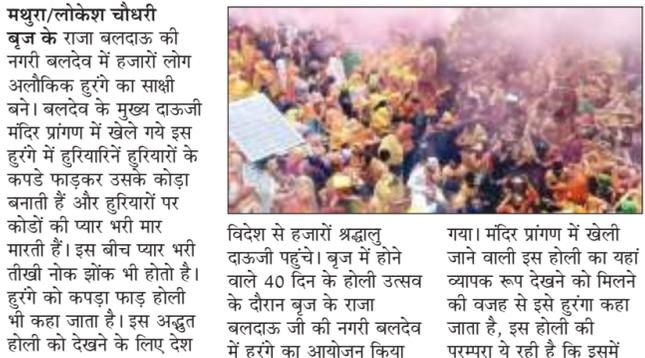 मथुरा/लोकेश चौधरी
बृज के राजा बलदाऊ की
नगरी बलदेव में हजारों लोग
अलौकिक हुरंगे का साक्षी
बने। बलदेव के मुख्य दाऊजी
मंदिर प्रांगण में खेले गये इस
हुरंगे में हुरियारिनें हुरियारों के
कपडे फाड़कर उसके कोड़ा
बनाती हैं और हुरियारों पर
कोडों की प्यार भरी मार
मारती हैं। इस बीच प्यार भरी
तीखी नोक झोंक भी होतो है।
हुरंगे को कपड़ा फाड़ होली
भी कहा जाता है। इस अद्भुत
होली को देखने के लिए देश
विदेश से हजारों श्रद्धालु
दाऊजी पहुंचे। बृज में होने
वाले 40 दिन के होली उत्सव
के दौरान बृज के राजा
बलदाऊ जी की नगरी बलदेव
में हुरंगे का आयोजन किया
गया। मंदिर प्रांगण में खेली
जाने वाली इस होली का यहां
व्यापक रूप देखने को मिलने
की वजह से इसे हुरंगा कहा
जाता है, इस होली की
परम्परा ये रही है कि इसमें